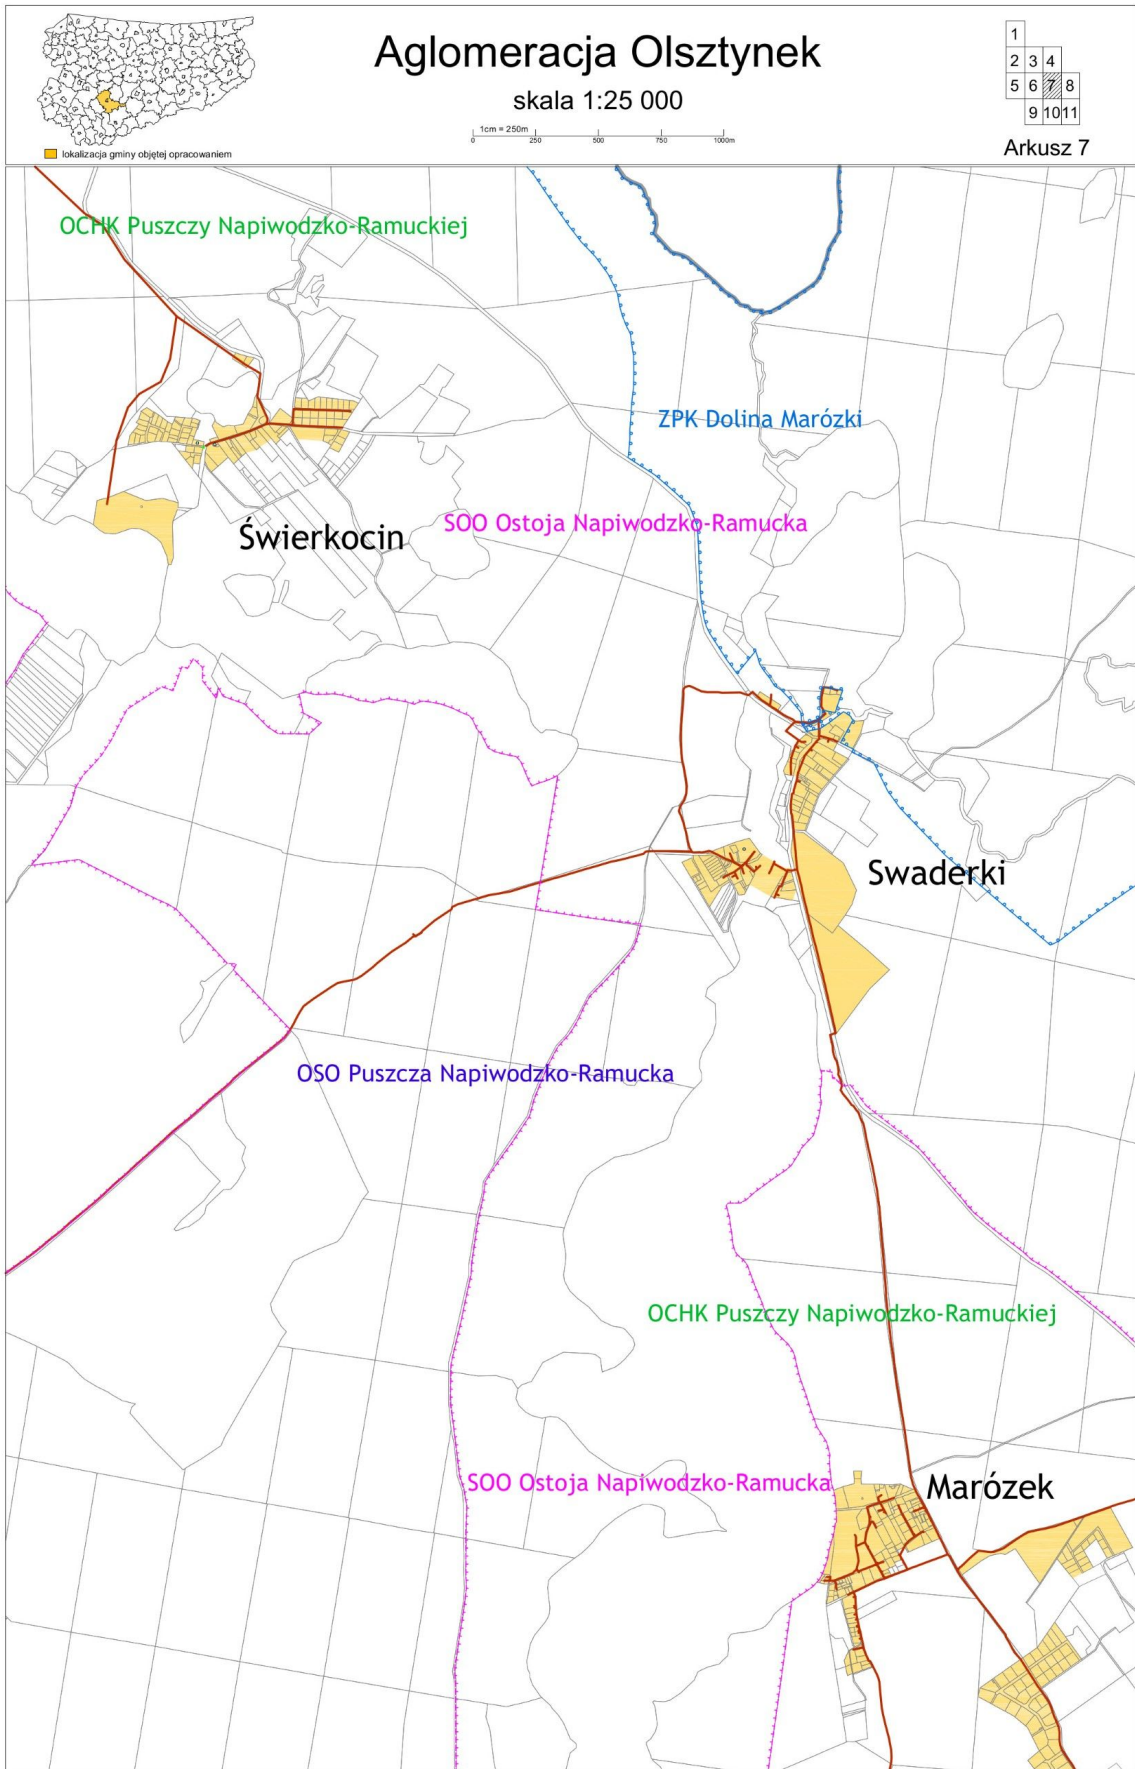 Aglomeracja Olsztynek
skala 1:25 000
1cm = 250m
0 250 500 750 1000m
lokalizacja gminy objętej opracowaniem
1
2 3 4
5 6 7 8
9 10 11
Arkusz 7
OCHK Puszczy Napiwodzko-Ramuckiej
ZPK Dolina Marózki
SOO Ostoja Napiwodzko-Ramucka
Świerkocin
Swaderki
OSO Puszcza Napiwodzko-Ramucka
OCHK Puszczy Napiwodzko-Ramuckiej
SOO Ostoja Napiwodzko-Ramucka
Marózek